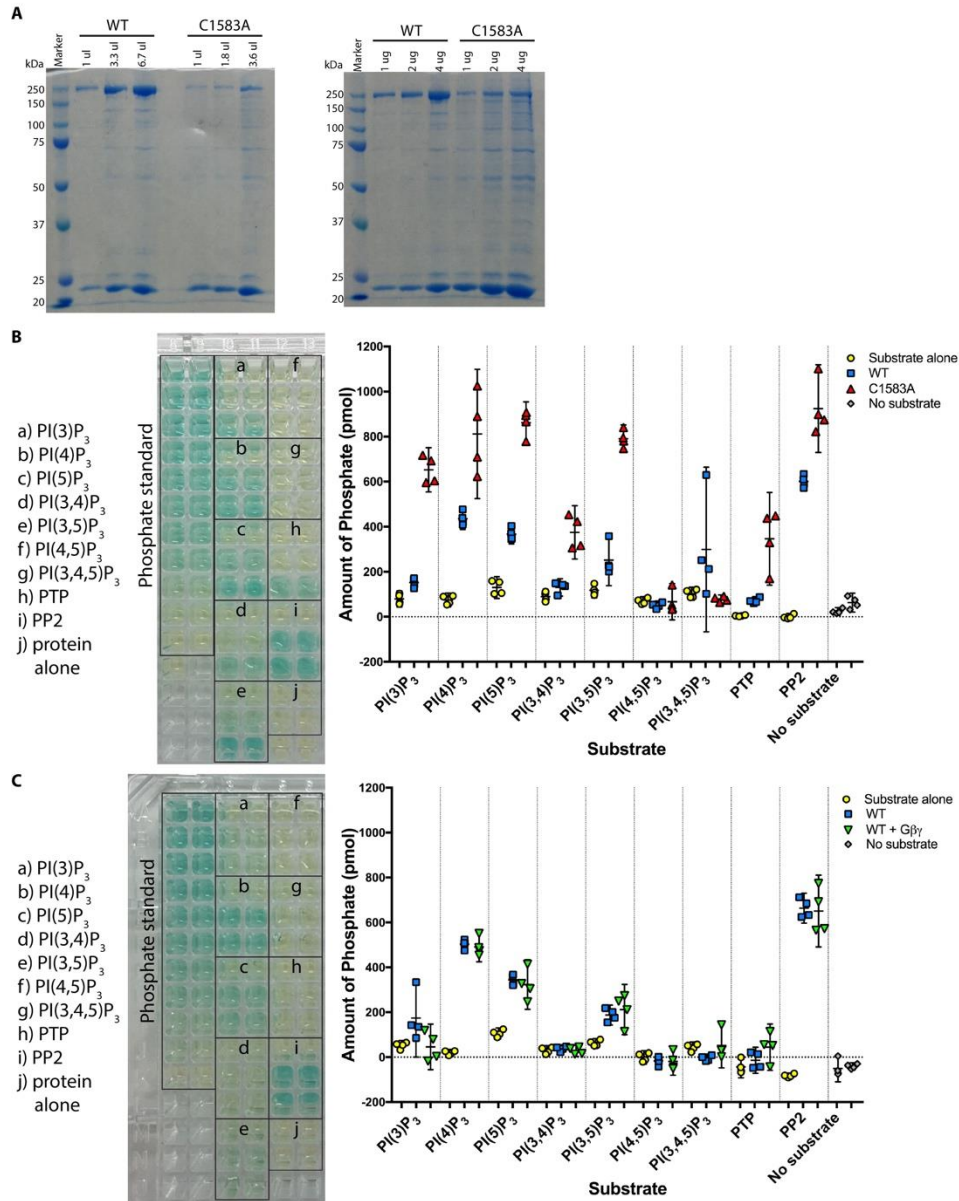 A
WT
C1583A
WT
C1583A
kDa
Marker
1 ul
3.3 ul
6.7 ul
1 ul
1.8 ul
3.6 ul
kDa
Marker
1 ug
2 ug
4 ug
1 ug
2 ug
4 ug
250
150
100
75
50
37
25
20
250
150
100
75
50
37
25
20
B
a) PI(3)P3
b) PI(4)P3
c) PI(5)P3
d) PI(3,4)P3
e) PI(3,5)P3
f) PI(4,5)P3
g) PI(3,4,5)P3
h) PTP
i) PP2
j) protein
alone
Phosphate standard
a
f
b
g
c
h
d
i
e
j
Amount of Phosphate (pmol)
1200
1000
800
600
400
200
0
-200
Substrate alone
WT
C1583A
No substrate
PI(3)P3
PI(4)P3
PI(5)P3
PI(3,4)P3
PI(3,5)P3
PI(4,5)P3
PI(3,4,5)P3
PTP
PP2
No substrate
Substrate
C
a) PI(3)P3
b) PI(4)P3
c) PI(5)P3
d) PI(3,4)P3
e) PI(3,5)P3
f) PI(4,5)P3
g) PI(3,4,5)P3
h) PTP
i) PP2
j) protein
alone
Phosphate standard
a
f
b
g
c
h
d
i
e
j
Amount of Phosphate (pmol)
1200
1000
800
600
400
200
0
-200
Substrate alone
WT
WT + Gβγ
No substrate
PI(3)P3
PI(4)P3
PI(5)P3
PI(3,4)P3
PI(3,5)P3
PI(4,5)P3
PI(3,4,5)P3
PTP
PP2
No substrate
Substrate